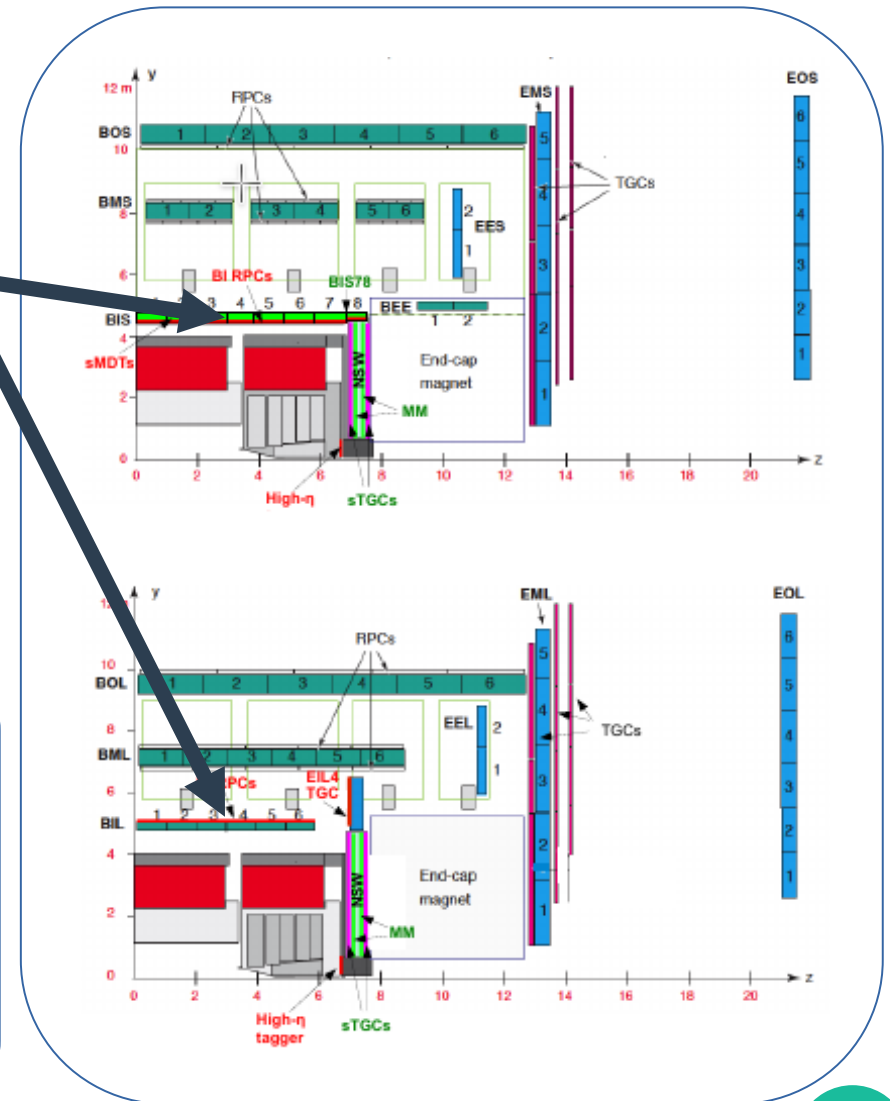 y
12 m
RPCs
EMS
EOS
BOS
1 2 3 4 5 6
10
TGCs
BMS
8
1 2 3 4 5 6
2
EES
1
6
BI RPCs
BIS78
3 4 5 6 7 8
BEE
1 2
BIS
4
sMDTs
End-cap
magnet
NSW
2
MM
0
0 2 4 6 8 10 12 14 16 18 20
z
High-η
sTGCs
5
4
3
2
1
6
5
4
3
2
1
y
EML
EOL
RPCs
10
BOL
1 2 3 4 5 6
EEL
2
1
TGCs
8
BML
1 2 3 4 5 6
6
RPCs
EIL4
TGC
BIL
1 2 3 4 5 6
4
End-cap
magnet
NSW
2
MM
0
0 2 4 6 8 10 12 14 16 18 20
z
High-η
tagger
sTGCs
5
4
3
2
1
6
5
4
3
2
1